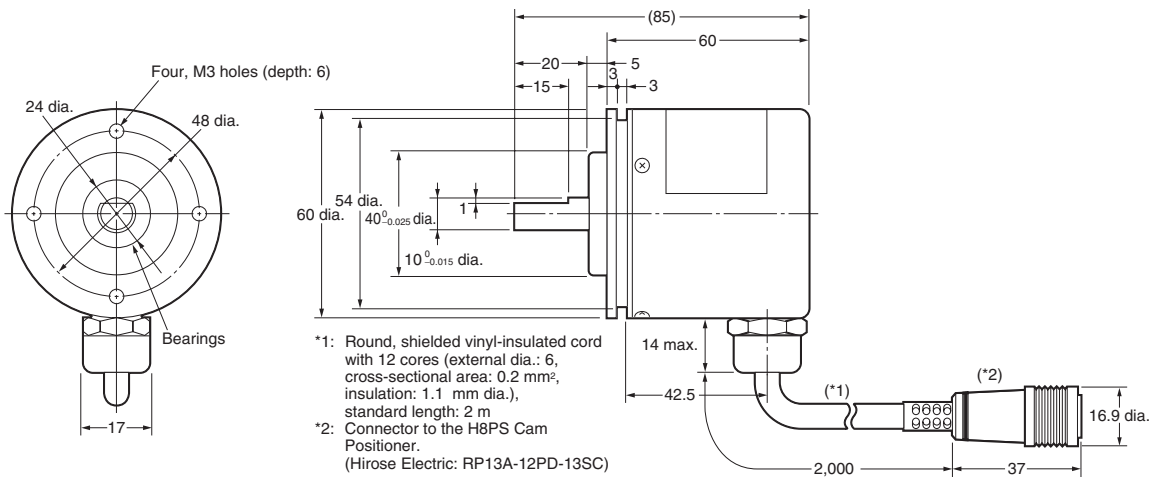 (85)
60
20
5
3
15
3
Four, M3 holes (depth: 6)
24 dia.
48 dia.
60 dia.
54 dia.
40 0 -0.025 dia.
1
10 0 -0.015 dia.
Bearings
17
*1: Round, shielded vinyl-insulated cord
with 12 cores (external dia.: 6,
cross-sectional area: 0.2 mm²,
insulation: 1.1 mm dia.),
standard length: 2 m
*2: Connector to the H8PS Cam
Positioner.
(Hirose Electric: RP13A-12PD-13SC)
14 max.
42.5
(*1)
(*2)
16.9 dia.
2,000
37